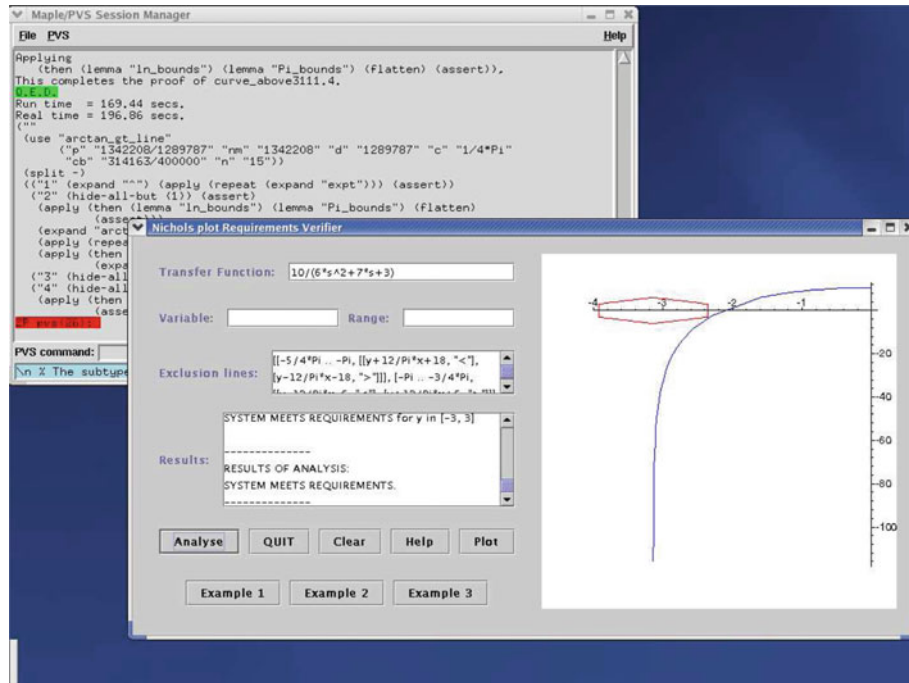 Maple/PVS Session Manager
File PVS Help
Applying
(then (lemma "ln_bounds") (lemma "Pi_bounds") (flatten) (assert)),
This completes the proof of curve_above3111.4.
Q.E.D.
Run time = 169.44 secs.
Real time = 196.86 secs.
(""
(use "arctan_gt_line"
("p" "1342208/1289787" "nm" "1342208" "d" "1289787" "c" "1/4*Pi"
"cb" "314163/400000" "n" "15"))
(split -)
(("1" (expand "^") (apply (repeat (expand "expt"))) (assert))
("2" (hide-all-but (1)) (assert)
(apply (then (lemma "ln_bounds") (lemma "Pi_bounds") (flatten)
(assert)))
(expand "arct
(apply (repea
(apply (then
(expa
("3" (hide-all
("4" (hide-all
(apply (then
(asse
PVS command:
\n % The subtype
Nichols plot Requirements Verifier
Transfer Function: 10/(6*s^2+7*s+3)
Variable: Range:
Exclusion lines: [[-5/4*Pi .. -Pi, [[y+12/Pi*x+18, "<"],
[y-12/Pi*x-18, ">"]]], [-Pi .. -3/4*Pi,
SYSTEM MEETS REQUIREMENTS for y in [-3, 3]
--------------
Results: RESULTS OF ANALYSIS:
SYSTEM MEETS REQUIREMENTS.
--------------
Analyse QUIT Clear Help Plot
Example 1 Example 2 Example 3
-4 -3 -2 -1
-20
-40
-60
-80
-100